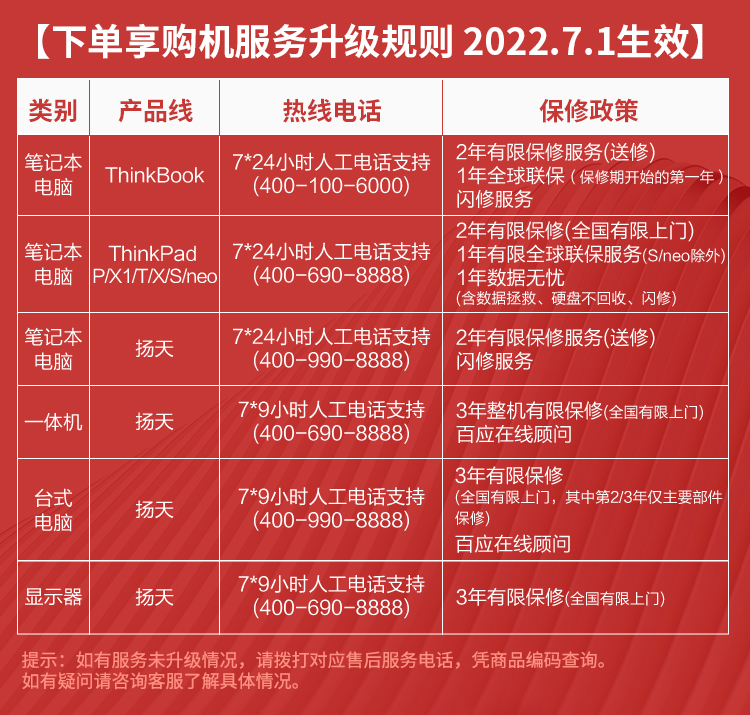 【下单享购机服务升级规则 2022.7.1生效】
类别 产品线 热线电话 保修政策
笔记本
电脑
ThinkBook
7*24小时人工电话支持
(400-100-6000)
2年有限保修服务(送修)
1年全球联保（保修期开始的第一年）
闪修服务
笔记本
电脑
ThinkPad
P/X1/T/X/S/neo
7*24小时人工电话支持
(400-690-8888)
2年有限保修(全国有限上门)
1年有限全球联保服务(S/neo除外)
1年数据无忧
(含数据拯救、硬盘不回收、闪修)
笔记本
电脑
扬天
7*24小时人工电话支持
(400-990-8888)
2年有限保修服务(送修)
闪修服务
一体机
扬天
7*9小时人工电话支持
(400-690-8888)
3年整机有限保修(全国有限上门)
百应在线顾问
台式
电脑
扬天
7*9小时人工电话支持
(400-990-8888)
3年有限保修
(全国有限上门，其中第2/3年仅主要部件
保修)
百应在线顾问
显示器
扬天
7*9小时人工电话支持
(400-690-8888)
3年有限保修(全国有限上门)
提示：如有服务未升级情况，请拨打对应售后服务电话，凭商品编码查询。
如有疑问请咨询客服了解具体情况。